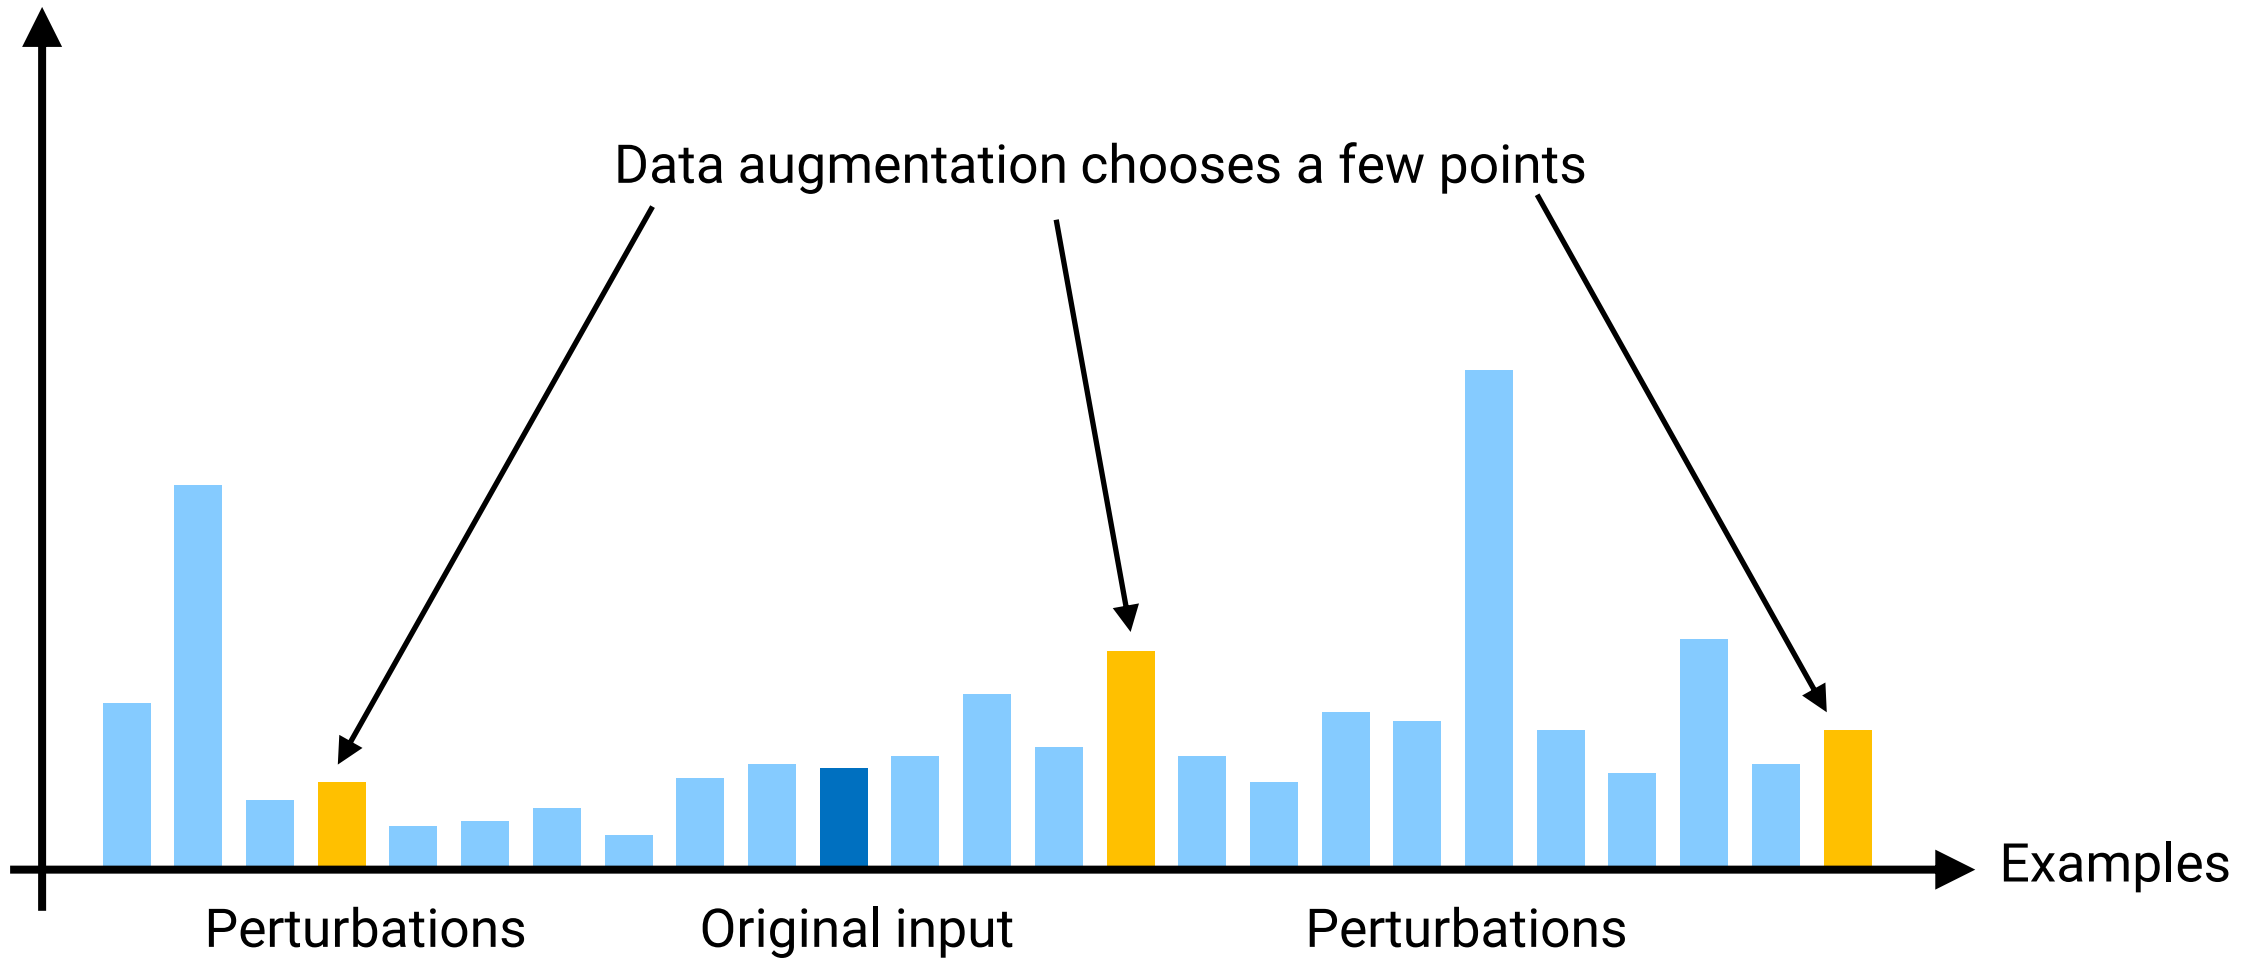 Data augmentation chooses a few points
Examples
Perturbations
Original input
Perturbations